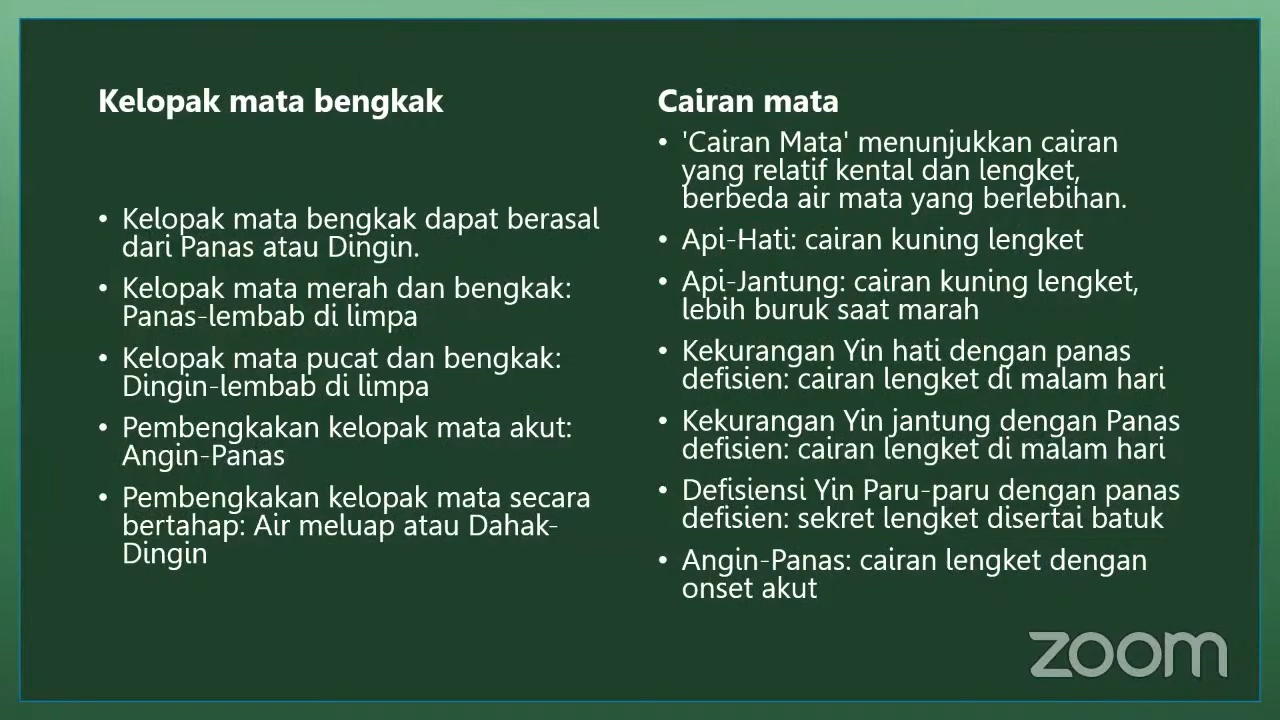 Kelopak mata bengkak
• Kelopak mata bengkak dapat berasal
dari Panas atau Dingin.
• Kelopak mata merah dan bengkak:
Panas-lembab di limpa
• Kelopak mata pucat dan bengkak:
Dingin-lembab di limpa
• Pembengkakan kelopak mata akut:
Angin-Panas
• Pembengkakan kelopak mata secara
bertahap: Air meluap atau Dahak-
Dingin
Cairan mata
• 'Cairan Mata' menunjukkan cairan
yang relatif kental dan lengket,
berbeda air mata yang berlebihan.
• Api-Hati: cairan kuning lengket
• Api-Jantung: cairan kuning lengket,
lebih buruk saat marah
• Kekurangan Yin hati dengan panas
defisien: cairan lengket di malam hari
• Kekurangan Yin jantung dengan Panas
defisien: cairan lengket di malam hari
• Defisiensi Yin Paru-paru dengan panas
defisien: sekret lengket disertai batuk
• Angin-Panas: cairan lengket dengan
onset akut
zoom